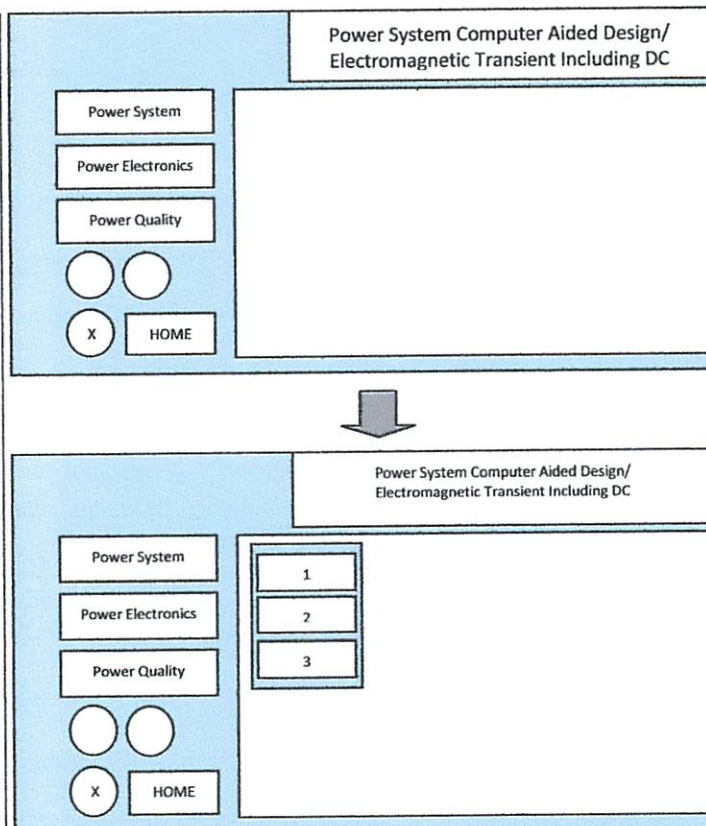 Power System Computer Aided Design/
Electromagnetic Transient Including DC
Power System
Power Electronics
Power Quality
X
HOME
Power System Computer Aided Design/
Electromagnetic Transient Including DC
Power System
1
Power Electronics
2
Power Quality
3
X
HOME